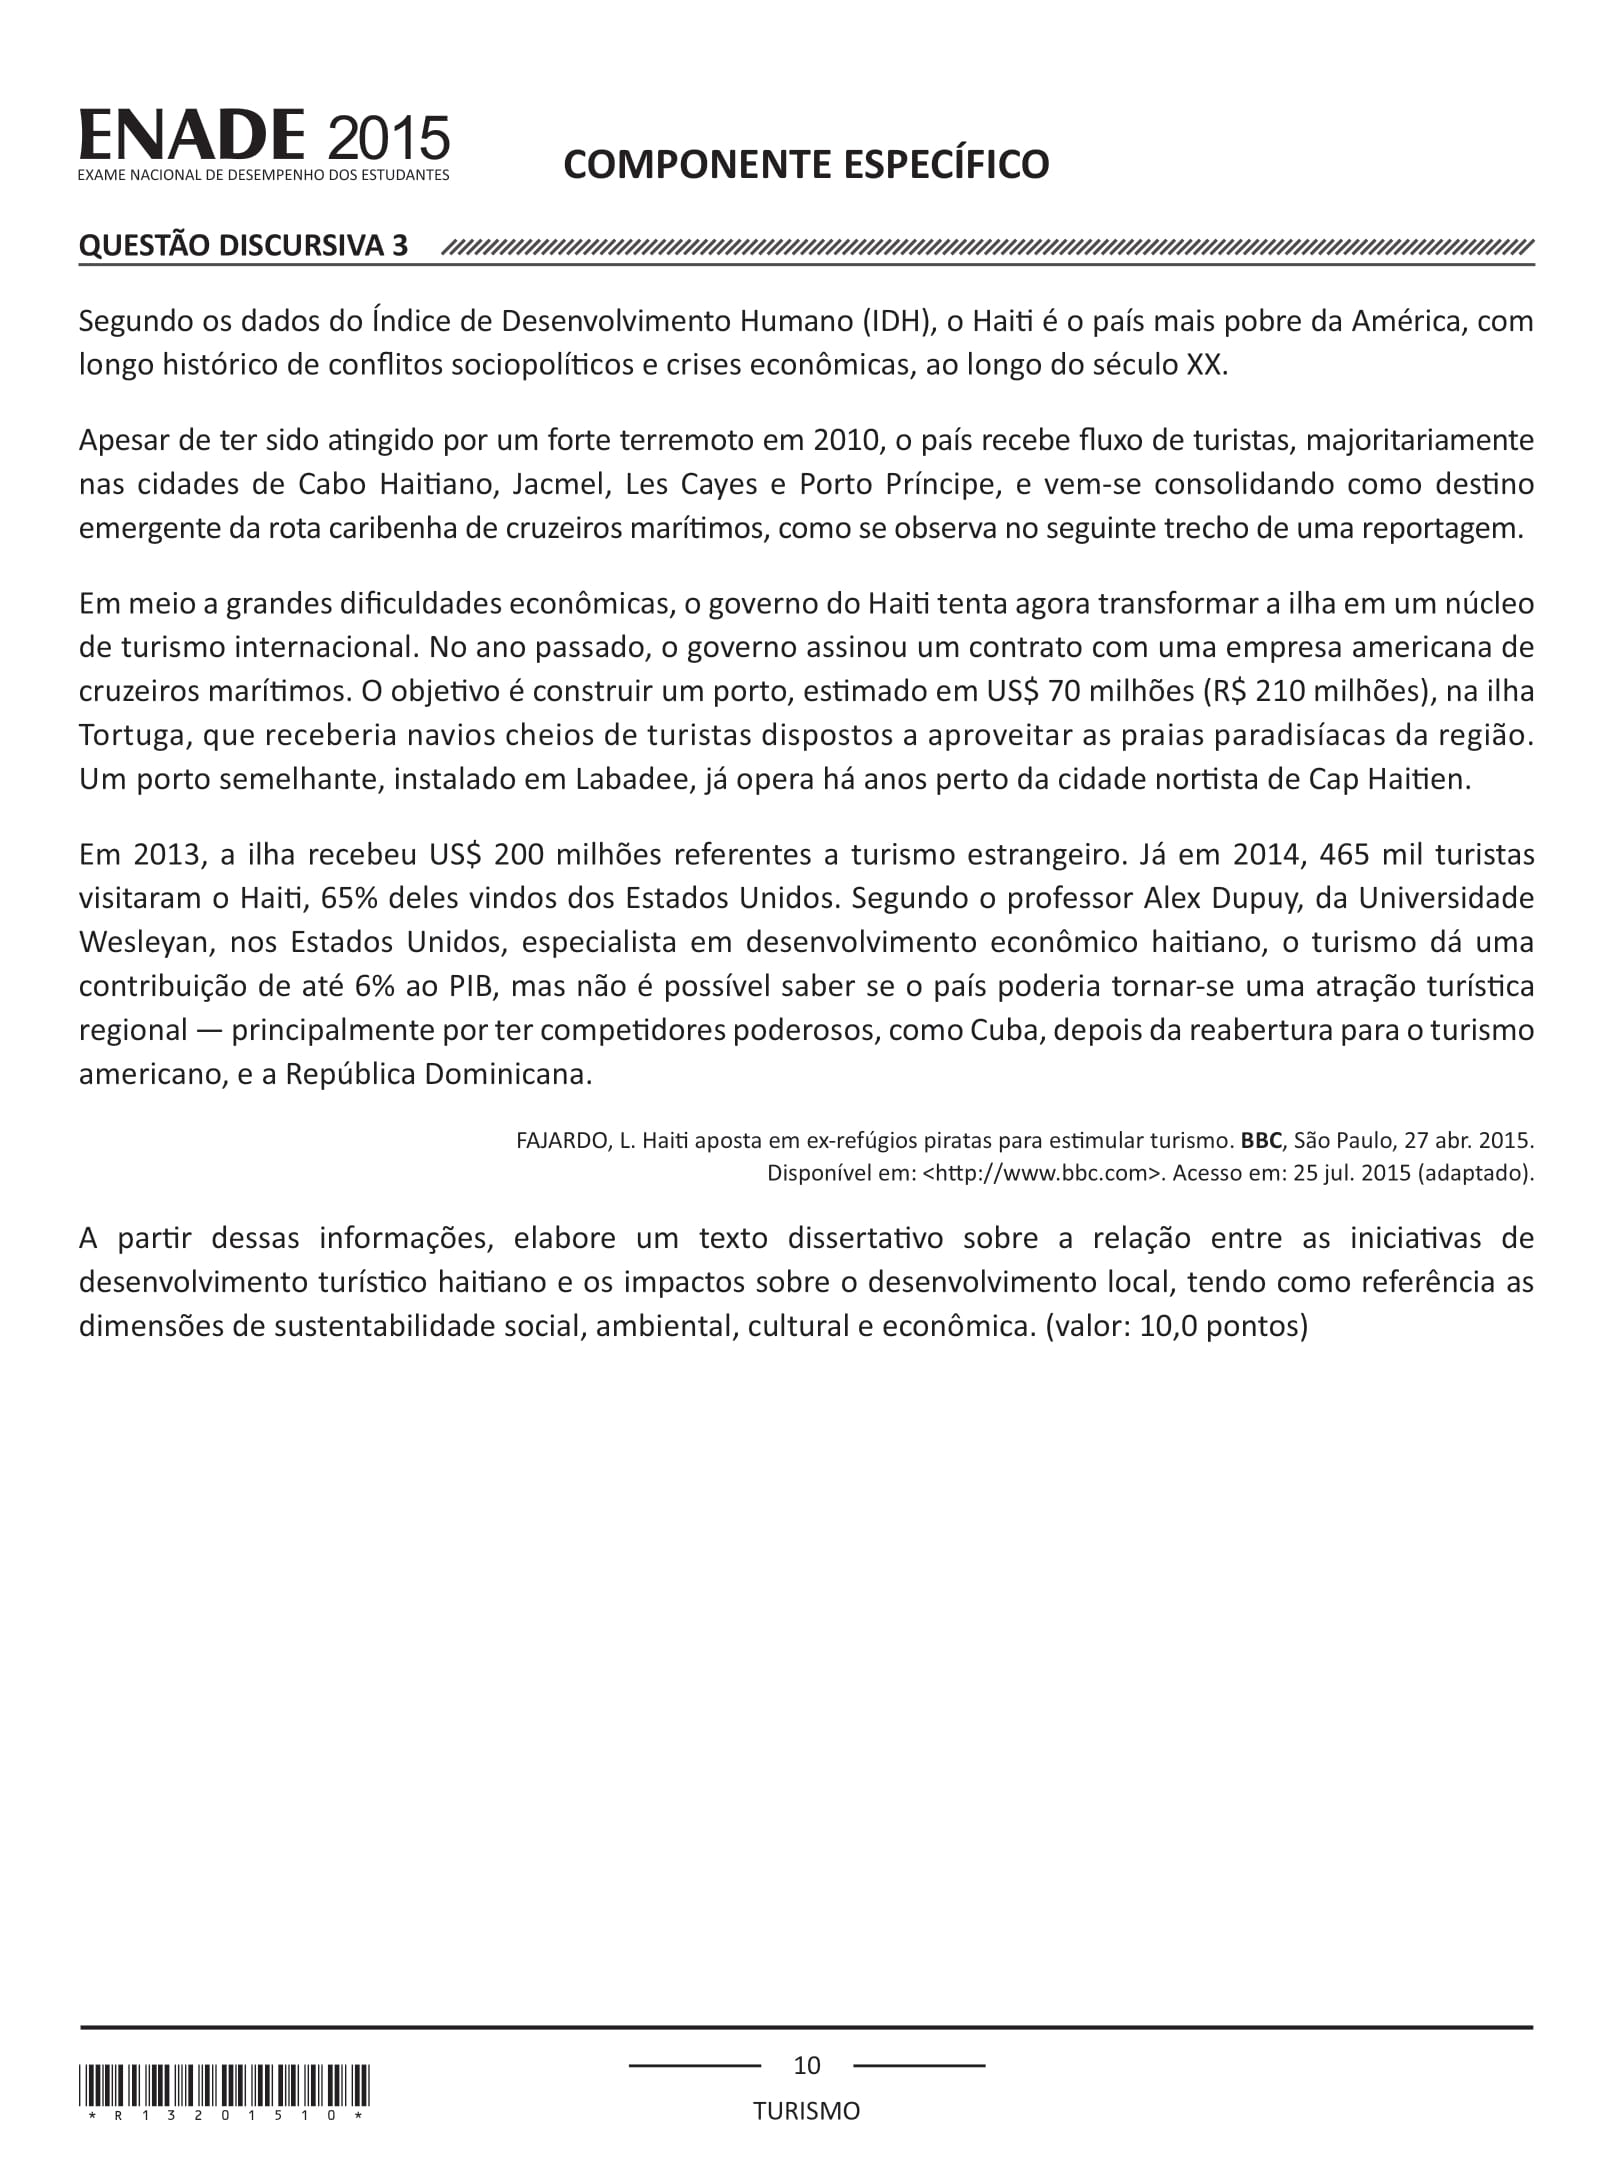 ENADE 2015
EXAME NACIONAL DE DESEMPENHO DOS ESTUDANTES
COMPONENTE ESPECÍFICO
QUESTÃO DISCURSIVA 3
Segundo os dados do Índice de Desenvolvimento Humano (IDH), o Haiti é o país mais pobre da América, com
longo histórico de conflitos sociopolíticos e crises econômicas, ao longo do século XX.
Apesar de ter sido atingido por um forte terremoto em 2010, o país recebe fluxo de turistas, majoritariamente
nas cidades de Cabo Haitiano, Jacmel, Les Cayes e Porto Príncipe, e vem-se consolidando como destino
emergente da rota caribenha de cruzeiros marítimos, como se observa no seguinte trecho de uma reportagem.
Em meio a grandes dificuldades econômicas, o governo do Haiti tenta agora transformar a ilha em um núcleo
de turismo internacional. No ano passado, o governo assinou um contrato com uma empresa americana de
cruzeiros marítimos. O objetivo é construir um porto, estimado em US$ 70 milhões (R$ 210 milhões), na ilha
Tortuga, que receberia navios cheios de turistas dispostos a aproveitar as praias paradisíacas da região.
Um porto semelhante, instalado em Labadee, já opera há anos perto da cidade nortista de Cap Haitien.
Em 2013, a ilha recebeu US$ 200 milhões referentes a turismo estrangeiro. Já em 2014, 465 mil turistas
visitaram o Haiti, 65% deles vindos dos Estados Unidos. Segundo o professor Alex Dupuy, da Universidade
Wesleyan, nos Estados Unidos, especialista em desenvolvimento econômico haitiano, o turismo dá uma
contribuição de até 6% ao PIB, mas não é possível saber se o país poderia tornar-se uma atração turística
regional — principalmente por ter competidores poderosos, como Cuba, depois da reabertura para o turismo
americano, e a República Dominicana.
FAJARDO, L. Haiti aposta em ex-refúgios piratas para estimular turismo. BBC, São Paulo, 27 abr. 2015.
Disponível em: <http://www.bbc.com>. Acesso em: 25 jul. 2015 (adaptado).
A partir dessas informações, elabore um texto dissertativo sobre a relação entre as iniciativas de
desenvolvimento turístico haitiano e os impactos sobre o desenvolvimento local, tendo como referência as
dimensões de sustentabilidade social, ambiental, cultural e econômica. (valor: 10,0 pontos)
10
TURISMO
* R 1 3 2 0 1 5 1 0 *